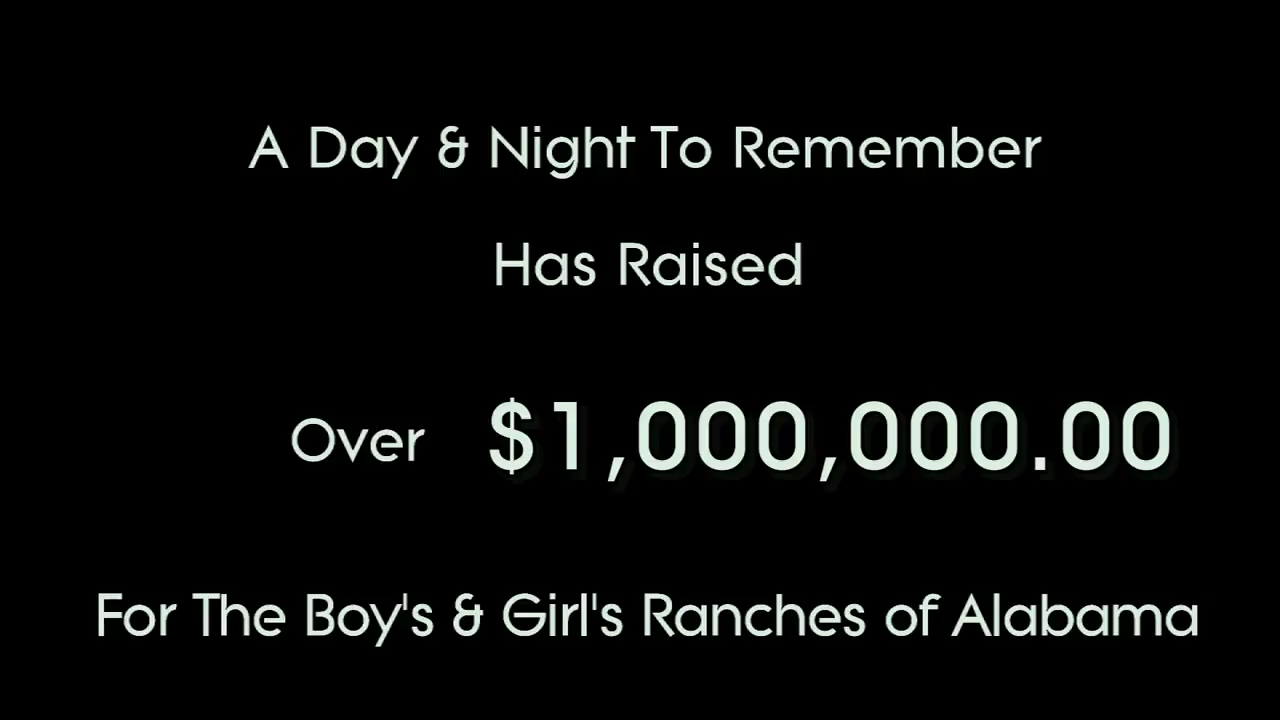 A Day & Night To Remember
Has Raised
Over $1,000,000.00
For The Boy's & Girl's Ranches of Alabama